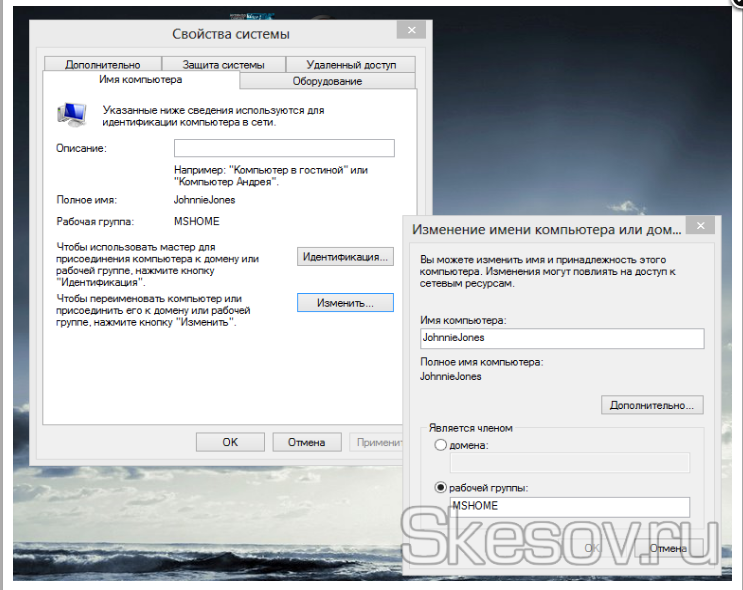 Свойства системы
Дополнительно
Защита системы
Удаленный доступ
Имя компьютера
Оборудование
Указанные ниже сведения используются для
идентификации компьютера в сети.
Описание:
Например: "Компьютер в гостиной" или
"Компьютер Андрея".
Полное имя:
JohnnieJones
Рабочая группа:
MSHOME
Чтобы использовать мастер для
присоединения компьютера к домену или
рабочей группе, нажмите кнопку
"Идентификация".
Идентификация...
Чтобы переименовать компьютер или
присоединить его к домену или рабочей
группе, нажмите кнопку "Изменить".
Изменить...
OK
Отмена
Применит
Изменение имени компьютера или дом...
Вы можете изменить имя и принадлежность этого
компьютера. Изменения могут повлиять на доступ к
сетевым ресурсам.
Имя компьютера:
JohnnieJones
Полное имя компьютера:
JohnnieJones
Дополнительно...
Является членом
домена:
рабочей группы:
MSHOME
OK
Отмена
Skesov.ru